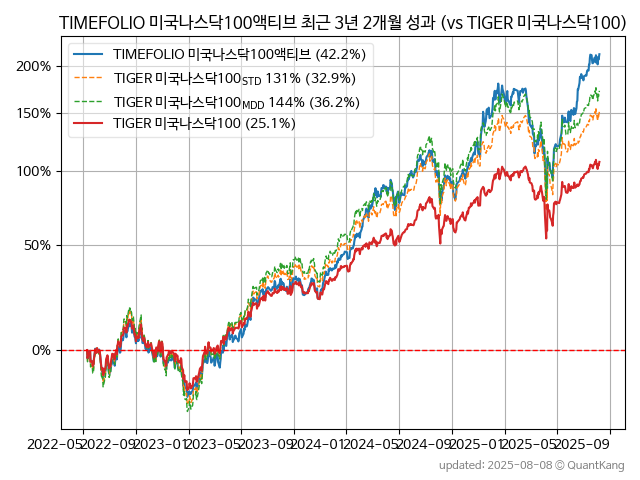 TIMEFOLIO 미국나스닥100액티브 최근 3년 2개월 성과 (vs TIGER 미국나스닥100)
TIMEFOLIO 미국나스닥100액티브 (42.2%)
TIGER 미국나스닥100STD 131% (32.9%)
TIGER 미국나스닥100MDD 144% (36.2%)
TIGER 미국나스닥100 (25.1%)
200%
150%
100%
50%
0%
2022-05 2022-09 2023-01 2023-05 2023-09 2024-01 2024-05 2024-09 2025-01 2025-05 2025-09
updated: 2025-08-08 © QuantKang